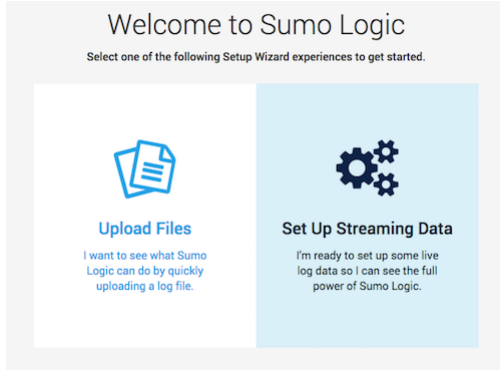 Welcome to Sumo Logic
Select one of the following Setup Wizard experiences to get started.
Upload Files
I want to see what Sumo
Logic can do by quickly
uploading a log file.
Set Up Streaming Data
I'm ready to set up some live
log data so I can see the full
power of Sumo Logic.